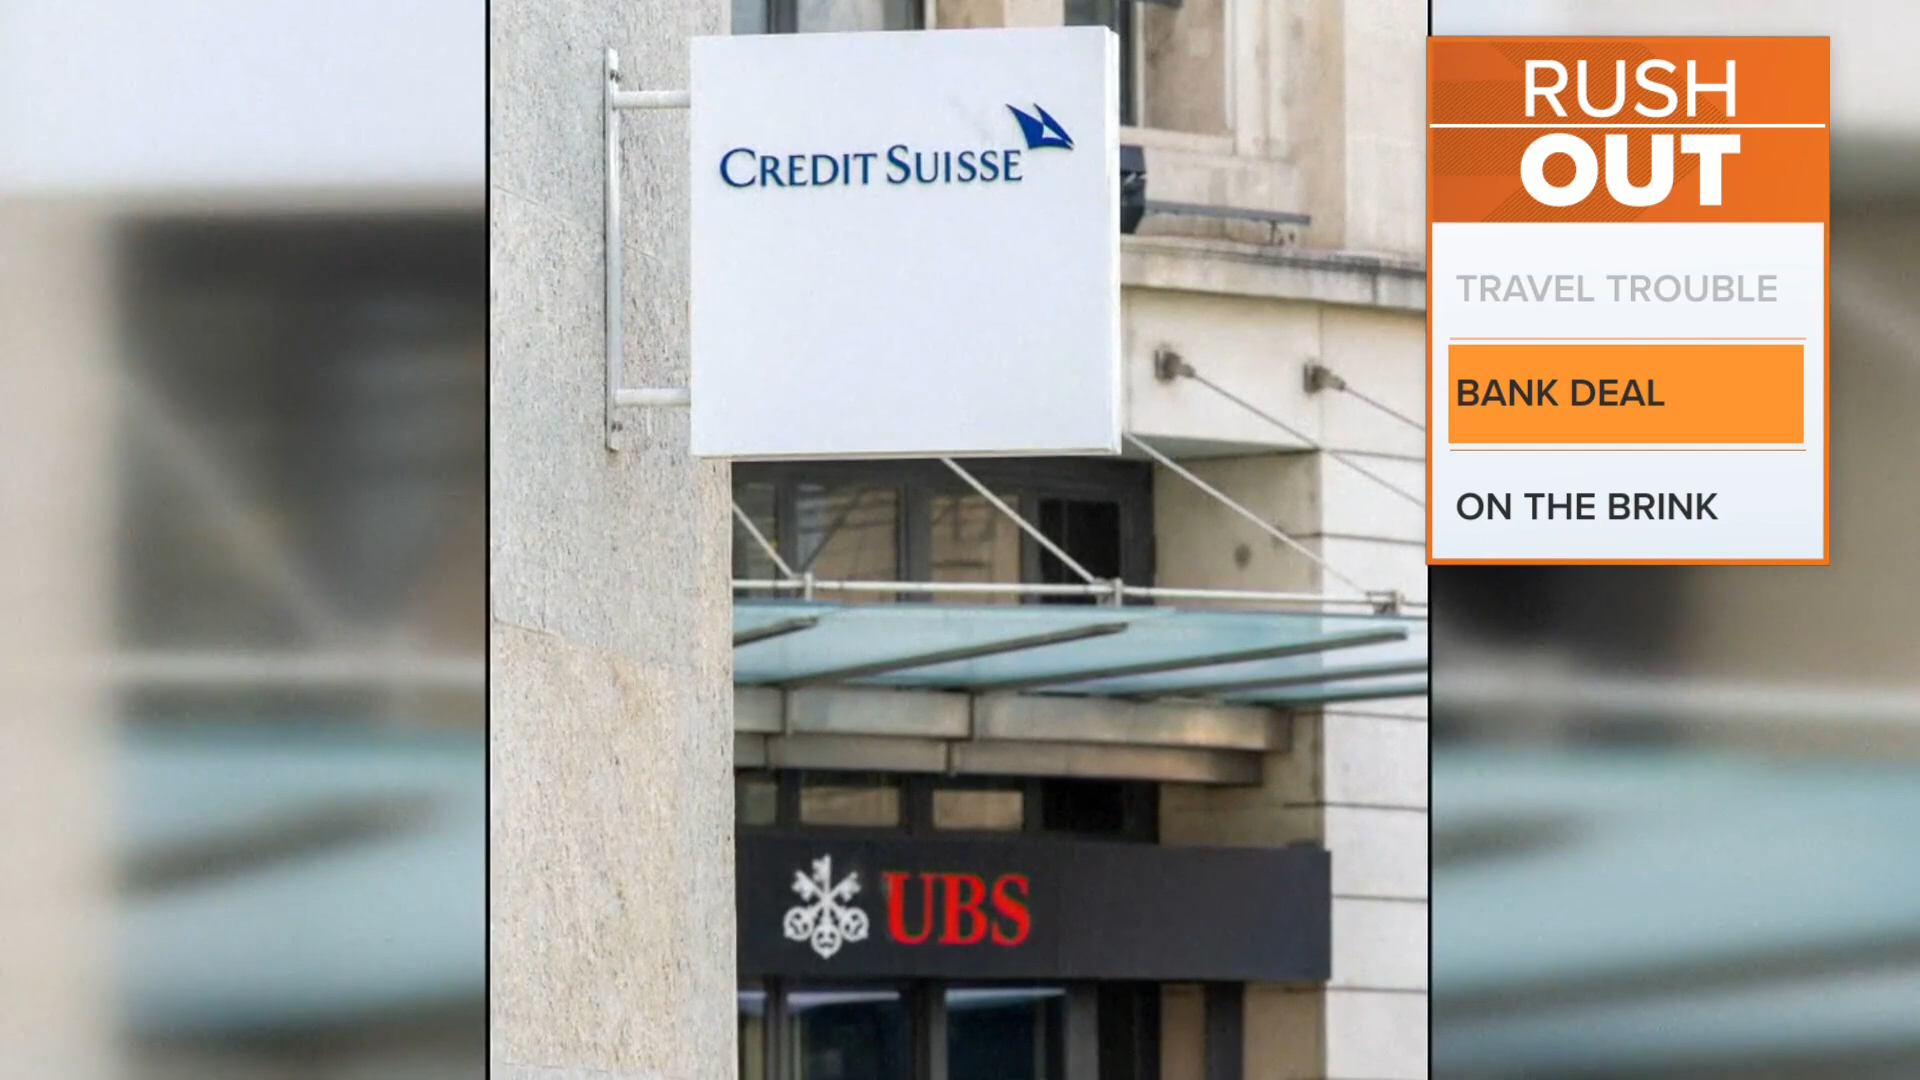 CREDIT SUISSE
UBS
RUSH
OUT
TRAVEL TROUBLE
BANK DEAL
ON THE BRINK